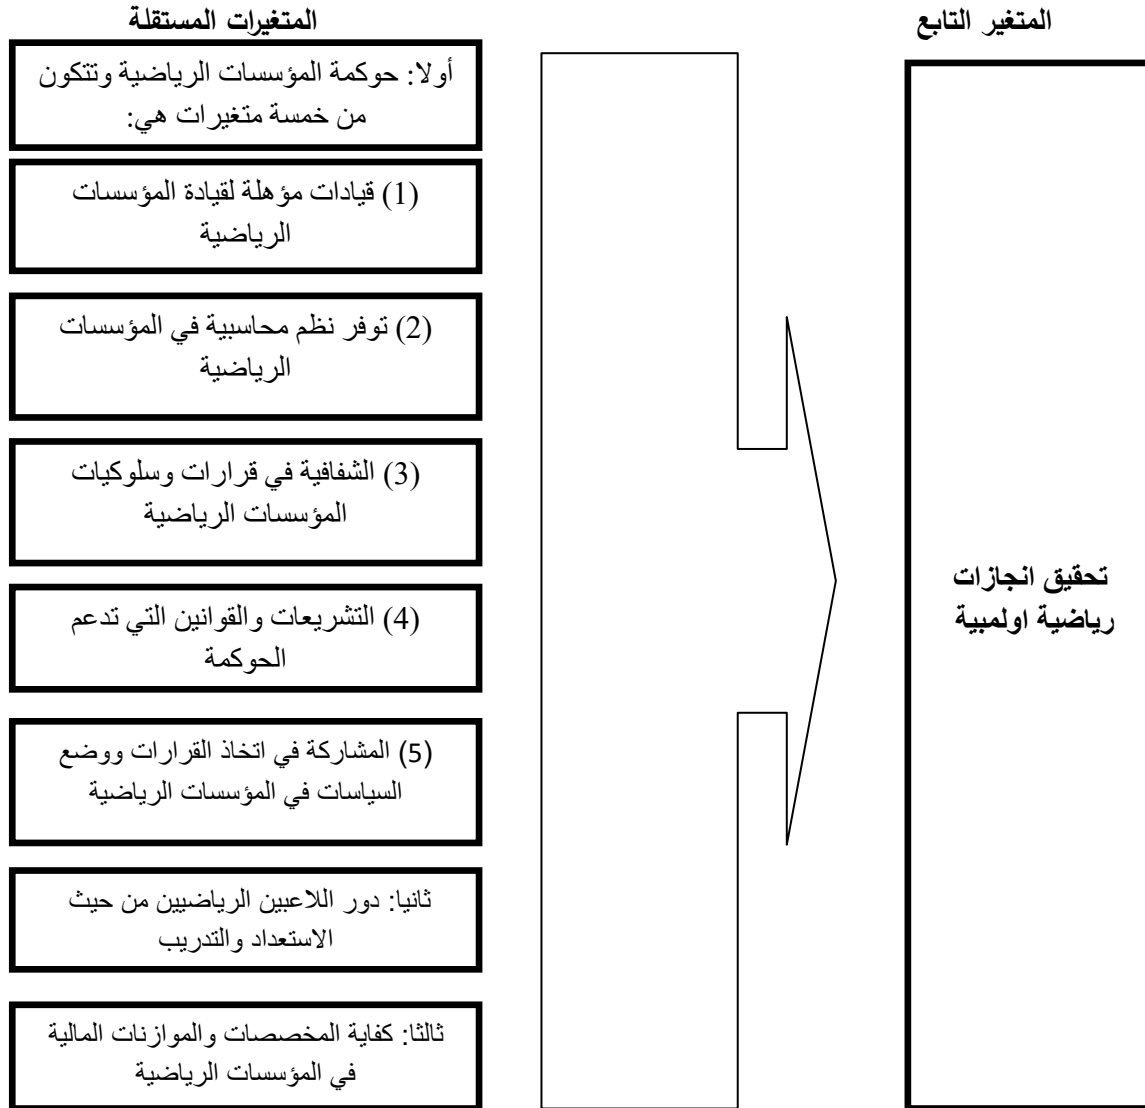 المتغيرات المستقلة
المتغير التابع
أولا: حوكمة المؤسسات الرياضية وتتكون
من خمسة متغيرات هي:
(1) قيادات مؤهلة لقيادة المؤسسات
الرياضية
(2) توفر نظم محاسبية في المؤسسات
الرياضية
(3) الشفافية في قرارات وسلوكيات
المؤسسات الرياضية
(4) التشريعات والقوانين التي تدعم
الحوكمة
(5) المشاركة في اتخاذ القرارات ووضع
السياسات في المؤسسات الرياضية
ثانيا: دور اللاعبين الرياضيين من حيث
الاستعداد والتدريب
ثالثا: كفاية المخصصات والموازنات المالية
في المؤسسات الرياضية
تحقيق انجازات
رياضية اولمبية